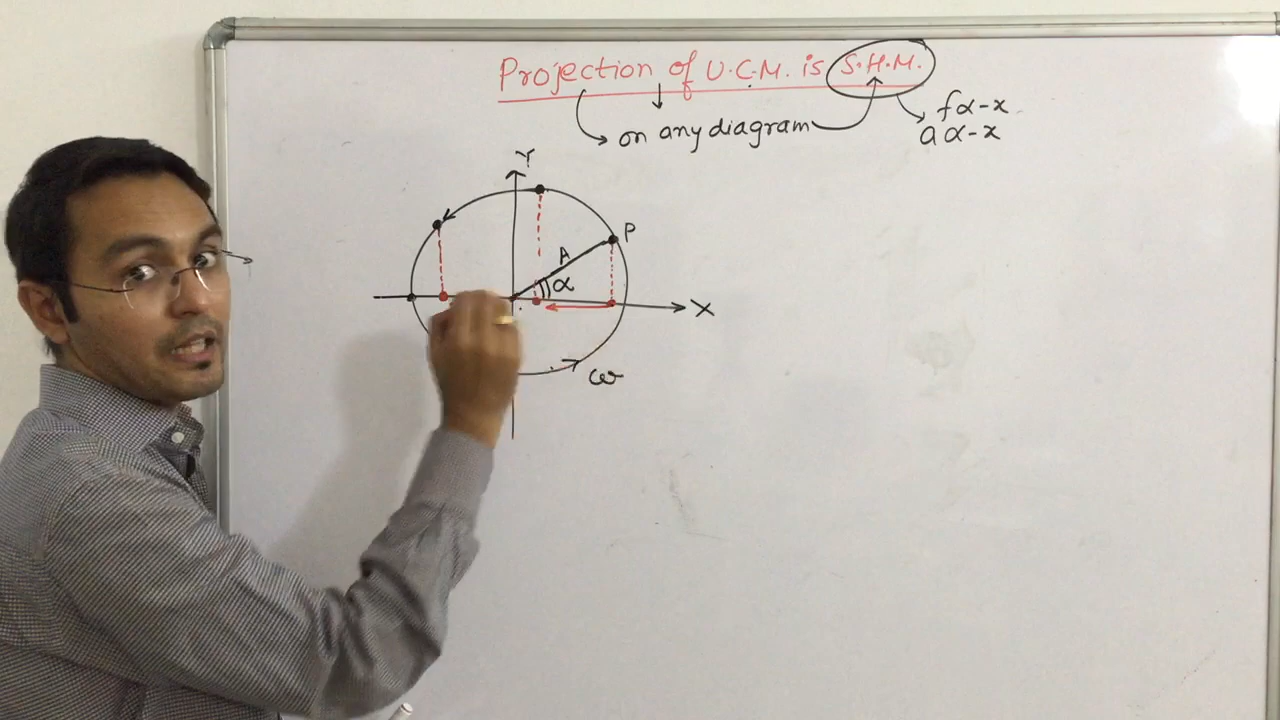 Projection of U.C.M. is S.H.M.
on any diagram
f α - x
a α - x
Y
P
A
α
X
ω